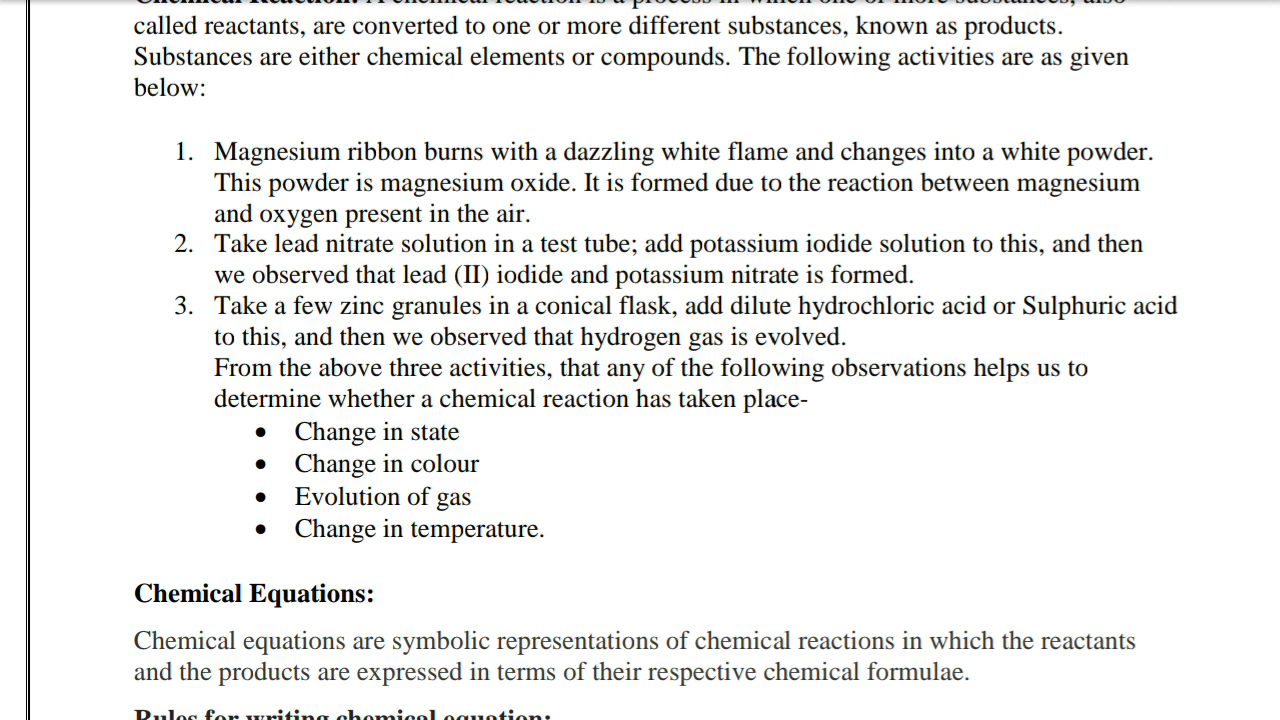 called reactants, are converted to one or more different substances, known as products.
Substances are either chemical elements or compounds. The following activities are as given
below:
1. Magnesium ribbon burns with a dazzling white flame and changes into a white powder.
This powder is magnesium oxide. It is formed due to the reaction between magnesium
and oxygen present in the air.
2. Take lead nitrate solution in a test tube; add potassium iodide solution to this, and then
we observed that lead (II) iodide and potassium nitrate is formed.
3. Take a few zinc granules in a conical flask, add dilute hydrochloric acid or Sulphuric acid
to this, and then we observed that hydrogen gas is evolved.
From the above three activities, that any of the following observations helps us to
determine whether a chemical reaction has taken place-
• Change in state
• Change in colour
• Evolution of gas
• Change in temperature.
Chemical Equations:
Chemical equations are symbolic representations of chemical reactions in which the reactants
and the products are expressed in terms of their respective chemical formulae.
Rules for writing chemical equation: